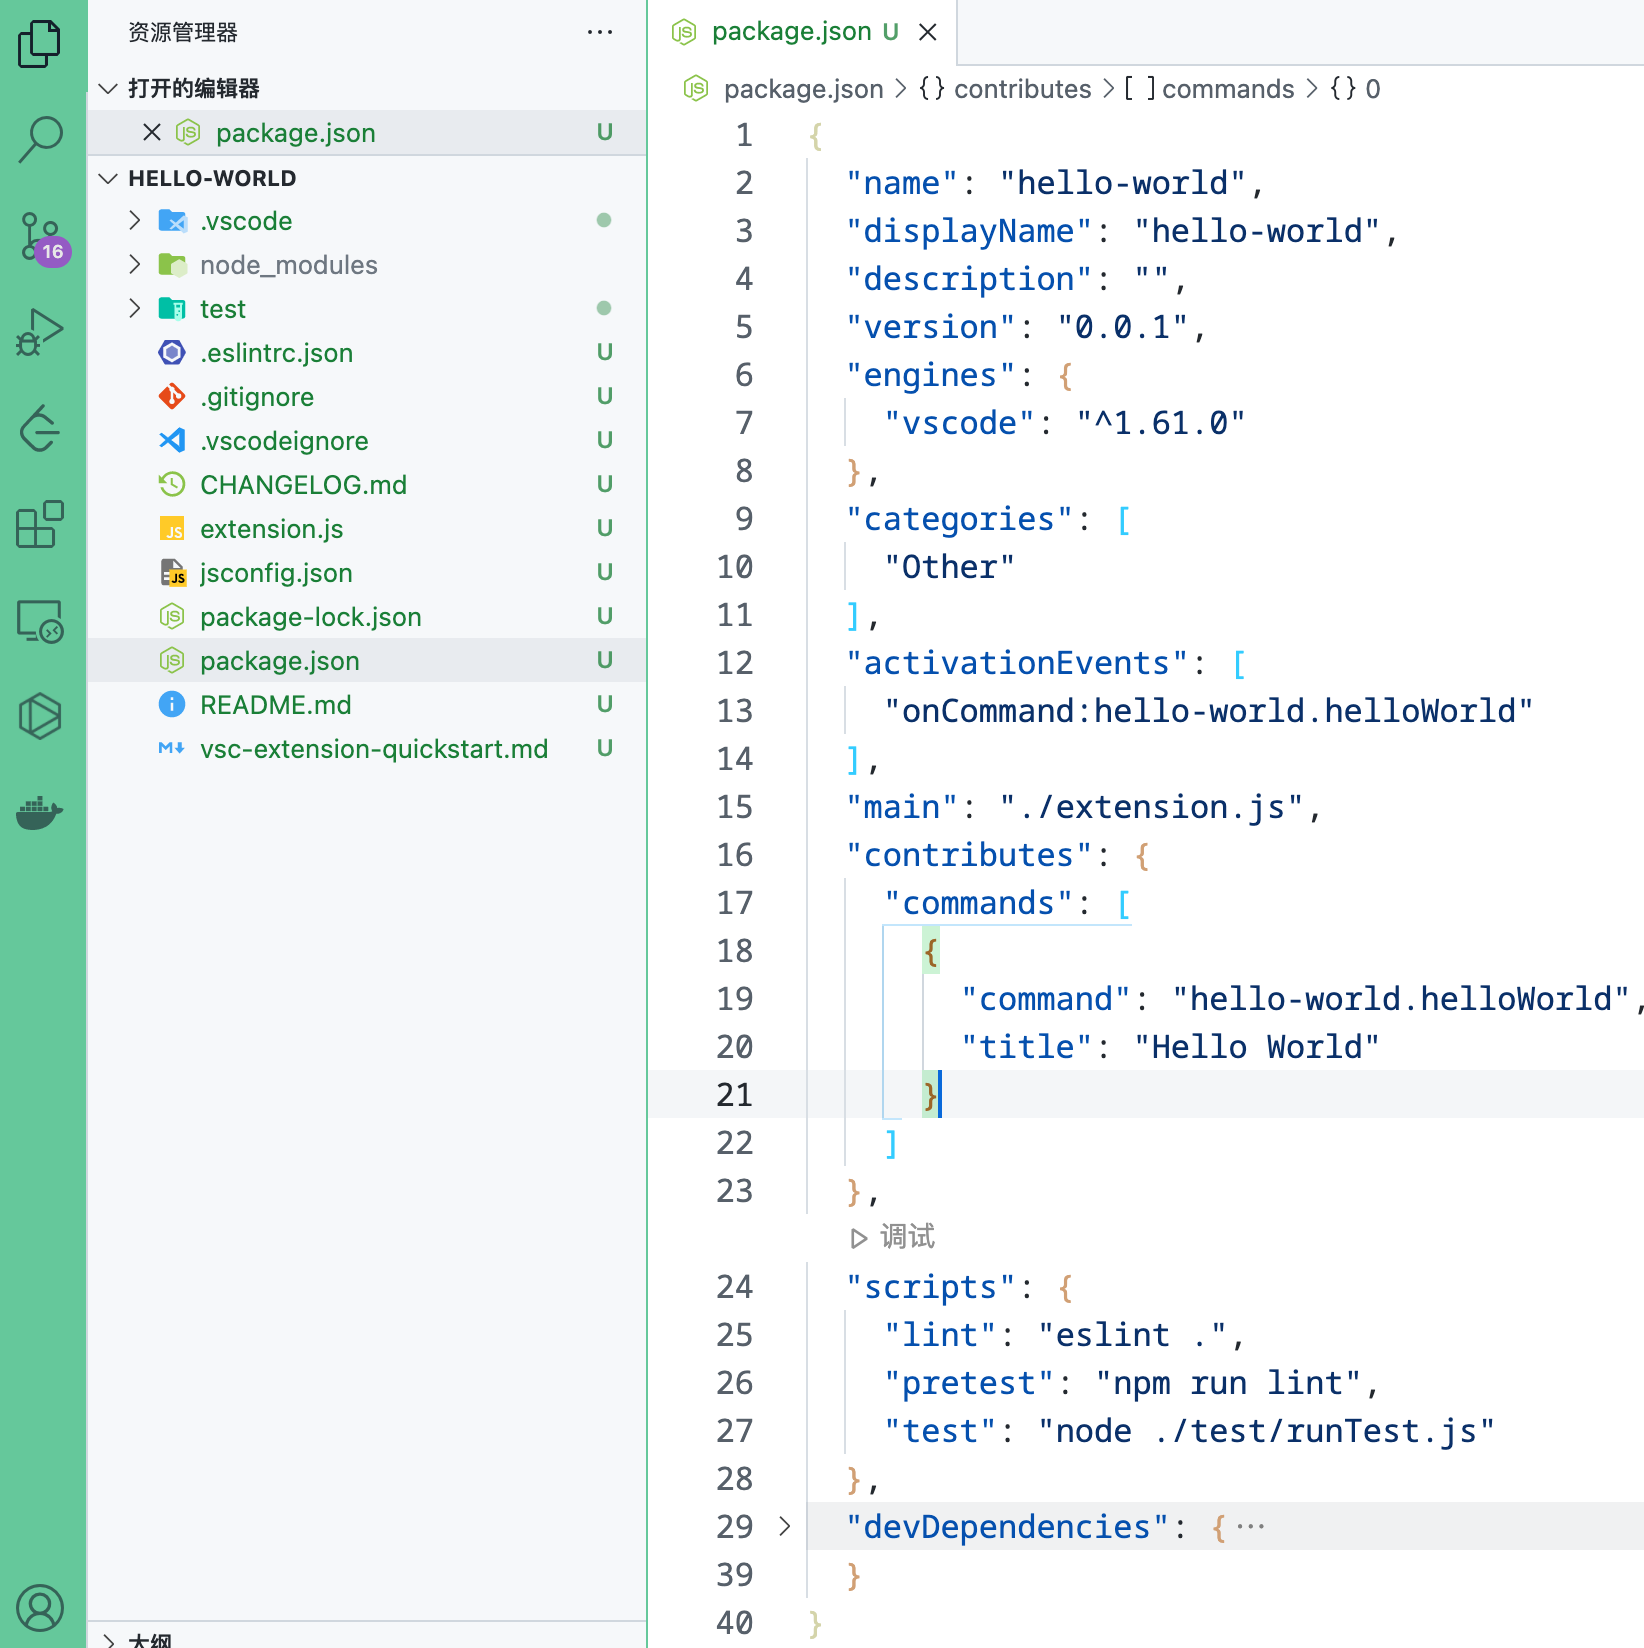 资源管理器 ···
打开的编辑器
package.json U
HELLO-WORLD
.vscode
node_modules
test
.eslintrc.json U
.gitignore U
.vscodeignore U
CHANGELOG.md U
JS extension.js U
JS jsconfig.json U
package-lock.json U
package.json U
README.md U
vsc-extension-quickstart.md U
16
大纲
package.json U
package.json > {} contributes > [ ] commands > {} 0
1 {
2 "name": "hello-world",
3 "displayName": "hello-world",
4 "description": "",
5 "version": "0.0.1",
6 "engines": {
7 "vscode": "^1.61.0"
8 },
9 "categories": [
10 "Other"
11 ],
12 "activationEvents": [
13 "onCommand:hello-world.helloWorld"
14 ],
15 "main": "./extension.js",
16 "contributes": {
17 "commands": [
18 {
19 "command": "hello-world.helloWorld",
20 "title": "Hello World"
21 }
22 ]
23 },
调试
24 "scripts": {
25 "lint": "eslint .",
26 "pretest": "npm run lint",
27 "test": "node ./test/runTest.js"
28 },
29 "devDependencies": { ···
39 }
40 }